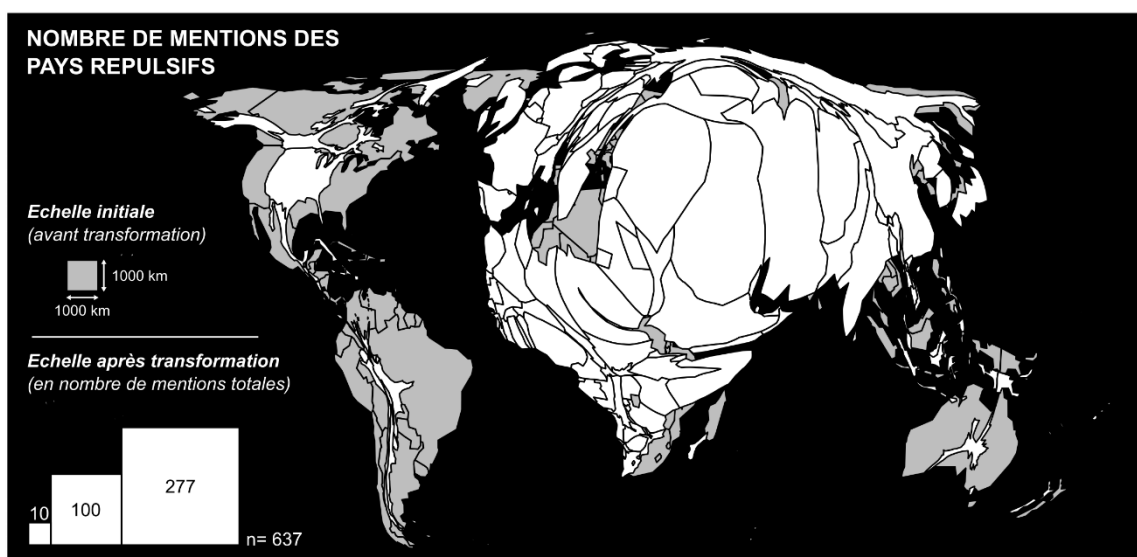 NOMBRE DE MENTIONS DES
PAYS REPULSIFS
Echelle initiale
(avant transformation)
1000 km
1000 km
Echelle après transformation
(en nombre de mentions totales)
10
100
277
n= 637